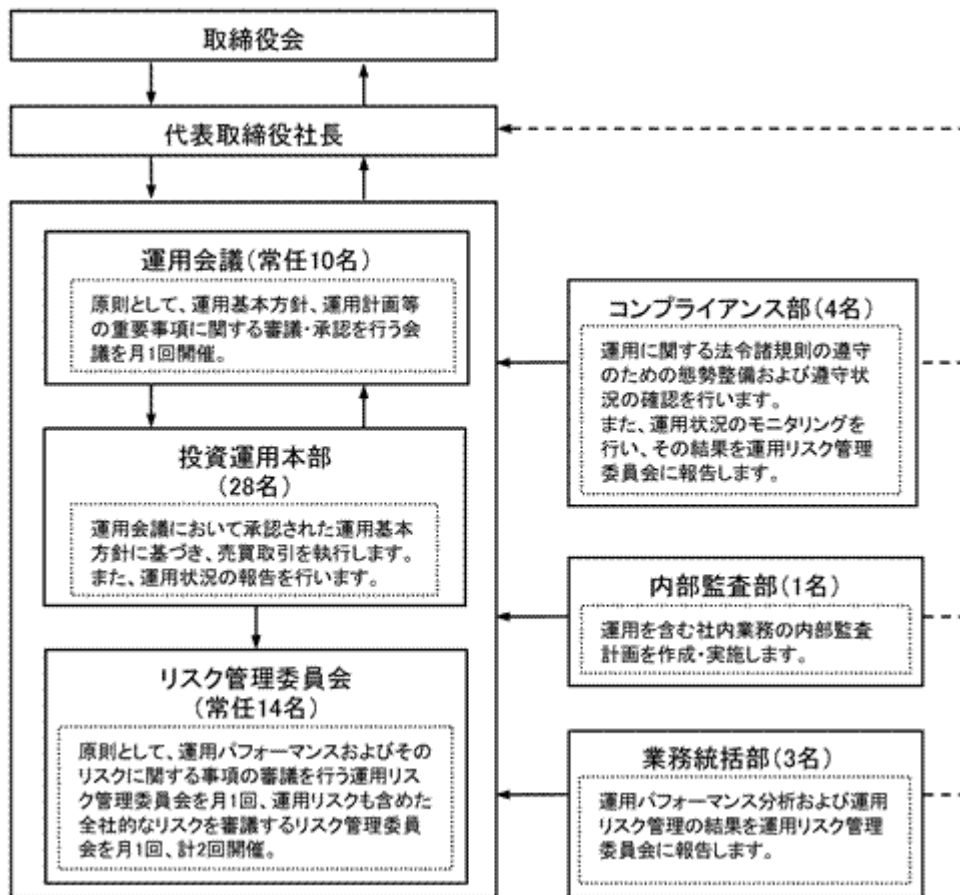 取締役会
代表取締役社長
運用会議(常任10名)
原則として、運用基本方針、運用計画等
の重要事項に関する審議・承認を行う会
議を月1回開催。
投資運用本部
(28名)
運用会議において承認された運用基本
方針に基づき、売買取引を執行します。
また、運用状況の報告を行います。
リスク管理委員会
(常任14名)
原則として、運用パフォーマンスおよびその
リスクに関する事項の審議を行う運用リス
ク管理委員会を月1回、運用リスクも含めた
全社的なリスクを審議するリスク管理委員
会を月1回、計2回開催。
コンプライアンス部(4名)
運用に関する法令諸規則の遵守
のための態勢整備および遵守状
況の確認を行います。
また、運用状況のモニタリングを
行い、その結果を運用リスク管理
委員会に報告します。
内部監査部(1名)
運用を含む社内業務の内部監査
計画を作成・実施します。
業務統括部(3名)
運用パフォーマンス分析および運用
リスク管理の結果を運用リスク管理
委員会に報告します。